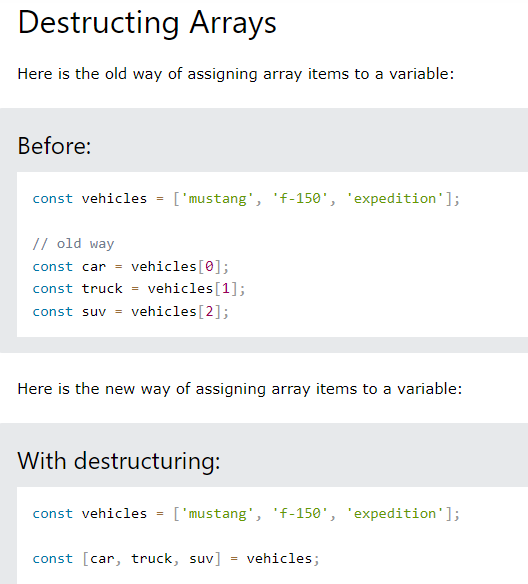 Destructing Arrays
Here is the old way of assigning array items to a variable:
Before:
const vehicles = ['mustang', 'f-150', 'expedition'];
// old way
const car = vehicles[0];
const truck = vehicles[1];
const suv = vehicles[2];
Here is the new way of assigning array items to a variable:
With destructuring:
const vehicles = ['mustang', 'f-150', 'expedition'];
const [car, truck, suv] = vehicles;